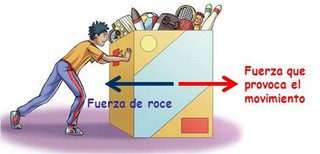 Fuerza de roce
Fuerza que
provoca el
movimiento